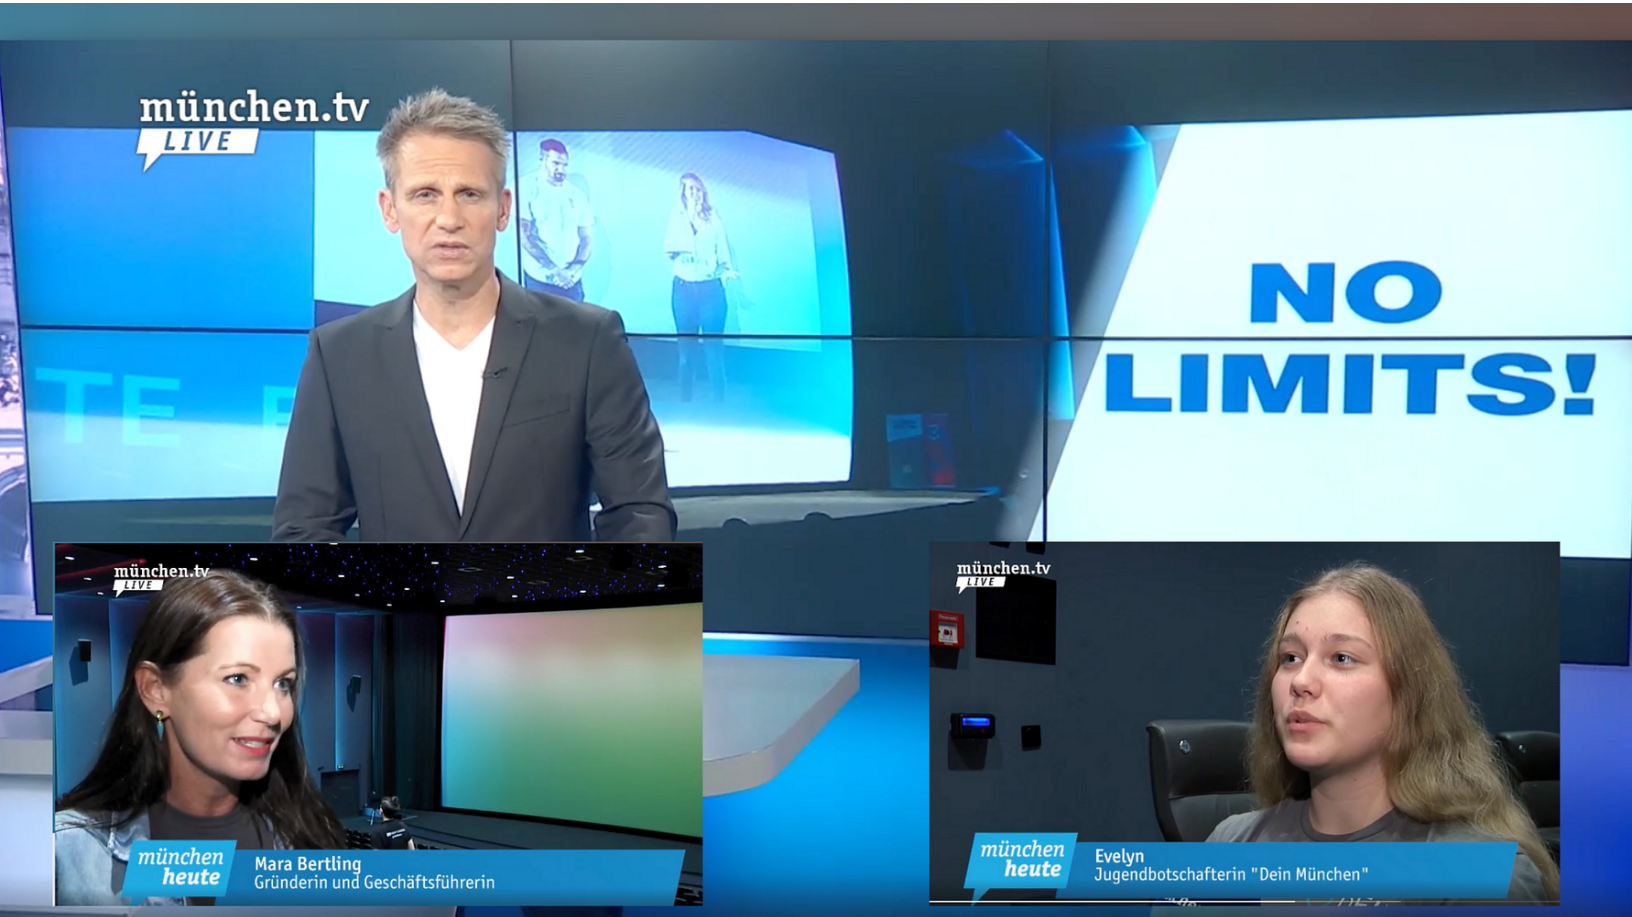 münchen.tv
LIVE
NO
LIMITS!
TE
münchen.tv
LIVE
münchen
heute
Mara Bertling
Gründerin und Geschäftsführerin
münchen.tv
LIVE
münchen
heute
Evelyn
Jugendbotschafterin "Dein München"